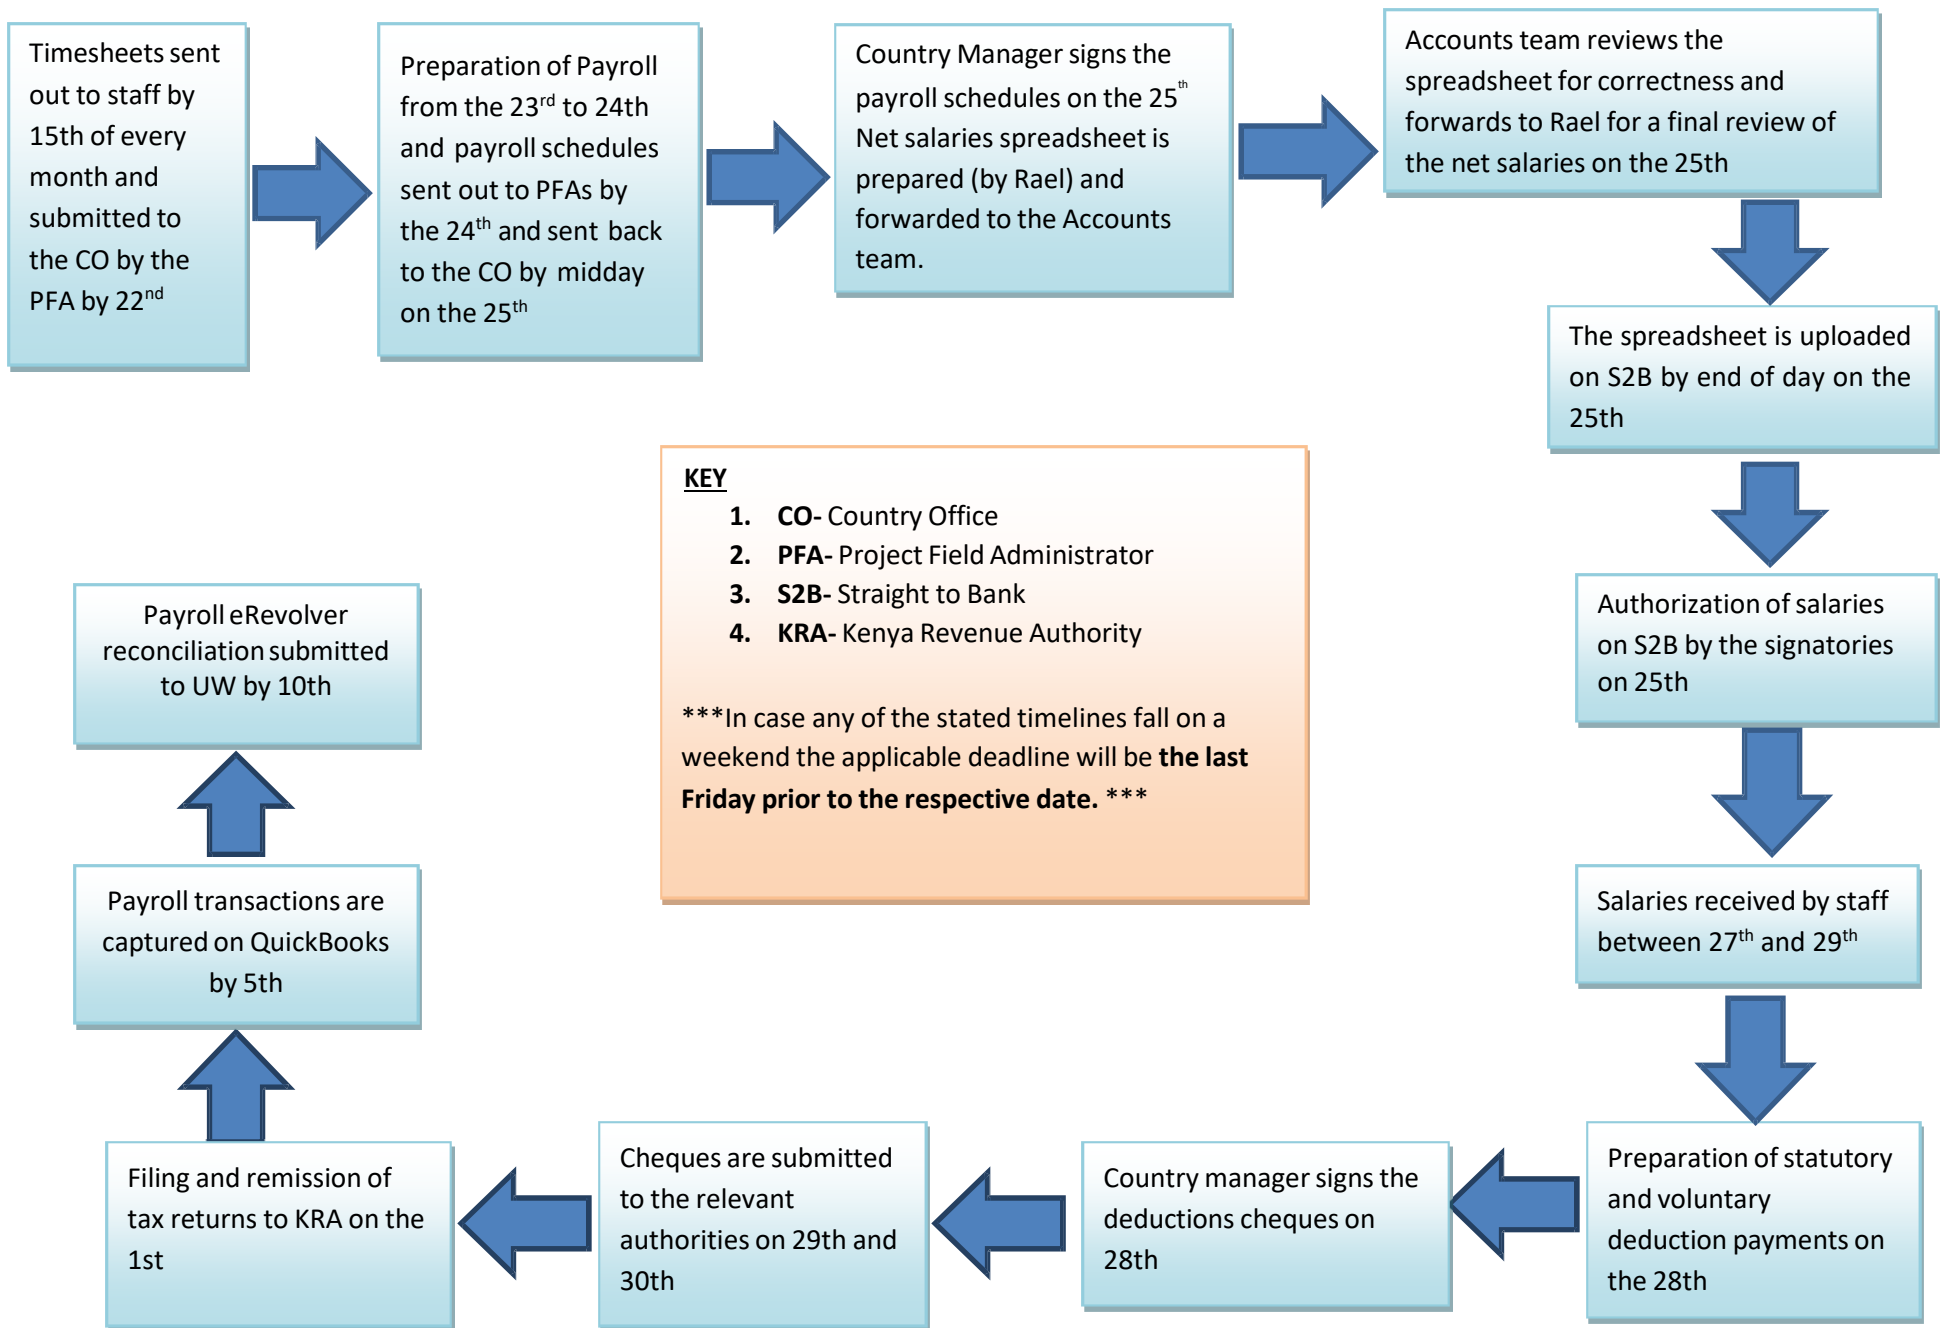 Timesheets sent
out to staff by
15th of every
month and
submitted to
the CO by the
PFA by 22nd
Preparation of Payroll
from the 23rd to 24th
and payroll schedules
sent out to PFAs by
the 24th and sent back
to the CO by midday
on the 25th
Country Manager signs the
payroll schedules on the 25th
Net salaries spreadsheet is
prepared (by Rael) and
forwarded to the Accounts
team.
Accounts team reviews the
spreadsheet for correctness and
forwards to Rael for a final review of
the net salaries on the 25th
The spreadsheet is uploaded
on S2B by end of day on the
25th
Authorization of salaries
on S2B by the signatories
on 25th
Salaries received by staff
between 27th and 29th
Preparation of statutory
and voluntary
deduction payments on
the 28th
Country manager signs the
deductions cheques on
28th
Cheques are submitted
to the relevant
authorities on 29th and
30th
Filing and remission of
tax returns to KRA on the
1st
Payroll transactions are
captured on QuickBooks
by 5th
Payroll eRevolver
reconciliation submitted
to UW by 10th
KEY
1. CO- Country Office
2. PFA- Project Field Administrator
3. S2B- Straight to Bank
4. KRA- Kenya Revenue Authority
***In case any of the stated timelines fall on a
weekend the applicable deadline will be the last
Friday prior to the respective date. ***